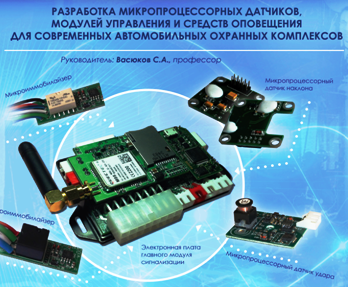 РАЗРАБОТКА МИКРОПРОЦЕССОРНЫХ ДАТЧИКОВ,
МОДУЛЕЙ УПРАВЛЕНИЯ И СРЕДСТВ ОПОВЕЩЕНИЯ
ДЛЯ СОВРЕМЕННЫХ АВТОМОБИЛЬНЫХ ОХРАННЫХ КОМПЛЕКСОВ
Руководитель: Васюков С.А., профессор
Микроиммобилайзер
Микропроцессорный
датчик наклона
роиммобилайзер
Электронная плата
главного модуля
сигнализации
Микропроцессорный датчик удара